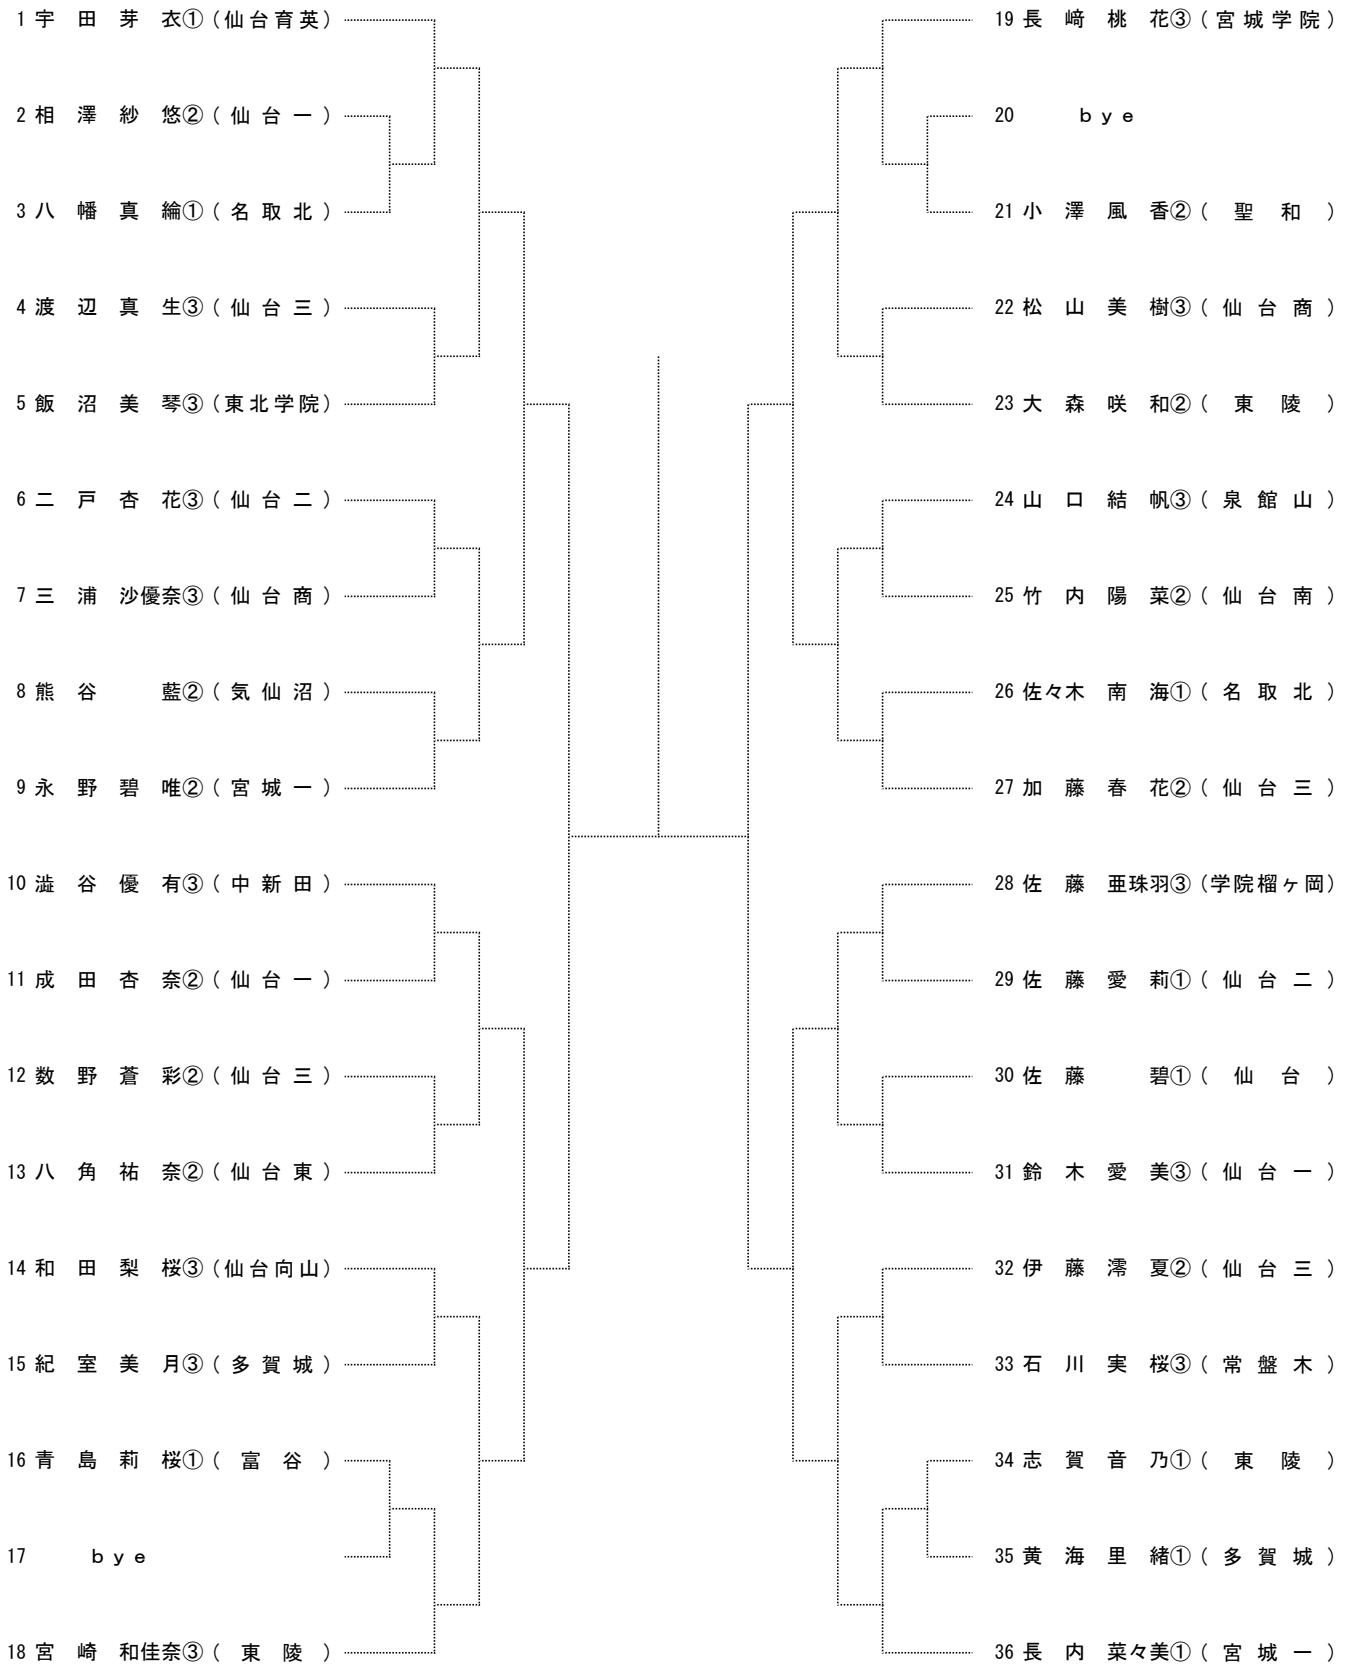 1 宇 田 芽 衣① (仙台育英)
2 相 澤 紗 悠② ( 仙 台 一 )
3 八 幡 真 綸① ( 名 取 北 )
4 渡 辺 真 生③ ( 仙 台 三 )
5 飯 沼 美 琴③ (東北学院)
6 二 戸 杏 花③ ( 仙 台 二 )
7 三 浦 沙優奈③ ( 仙 台 商 )
8 熊 谷 藍② ( 気 仙 沼 )
9 永 野 碧 唯② ( 宮 城 一 )
10 澁 谷 優 有③ ( 中 新 田 )
11 成 田 杏 奈② ( 仙 台 一 )
12 数 野 蒼 彩② ( 仙 台 三 )
13 八 角 祐 奈② ( 仙 台 東 )
14 和 田 梨 桜③ (仙台向山)
15 紀 室 美 月③ ( 多 賀 城 )
16 青 島 莉 桜① ( 富 谷 )
17 ｂｙｅ
18 宮 崎 和佳奈③ ( 東 陵 )
19 長 﨑 桃 花③ ( 宮 城 学 院 )
20 ｂｙｅ
21 小 澤 風 香② ( 聖 和 )
22 松 山 美 樹③ ( 仙 台 商 )
23 大 森 咲 和② ( 東 陵 )
24 山 口 結 帆③ ( 泉 館 山 )
25 竹 内 陽 菜② ( 仙 台 南 )
26 佐々木 南 海① ( 名 取 北 )
27 加 藤 春 花② ( 仙 台 三 )
28 佐 藤 亜珠羽③ (学院榴ヶ岡)
29 佐 藤 愛 莉① ( 仙 台 二 )
30 佐 藤 碧① ( 仙 台 )
31 鈴 木 愛 美③ ( 仙 台 一 )
32 伊 藤 澪 夏② ( 仙 台 三 )
33 石 川 実 桜③ ( 常 盤 木 )
34 志 賀 音 乃① ( 東 陵 )
35 黄 海 里 緒① ( 多 賀 城 )
36 長 内 菜々美① ( 宮 城 一 )